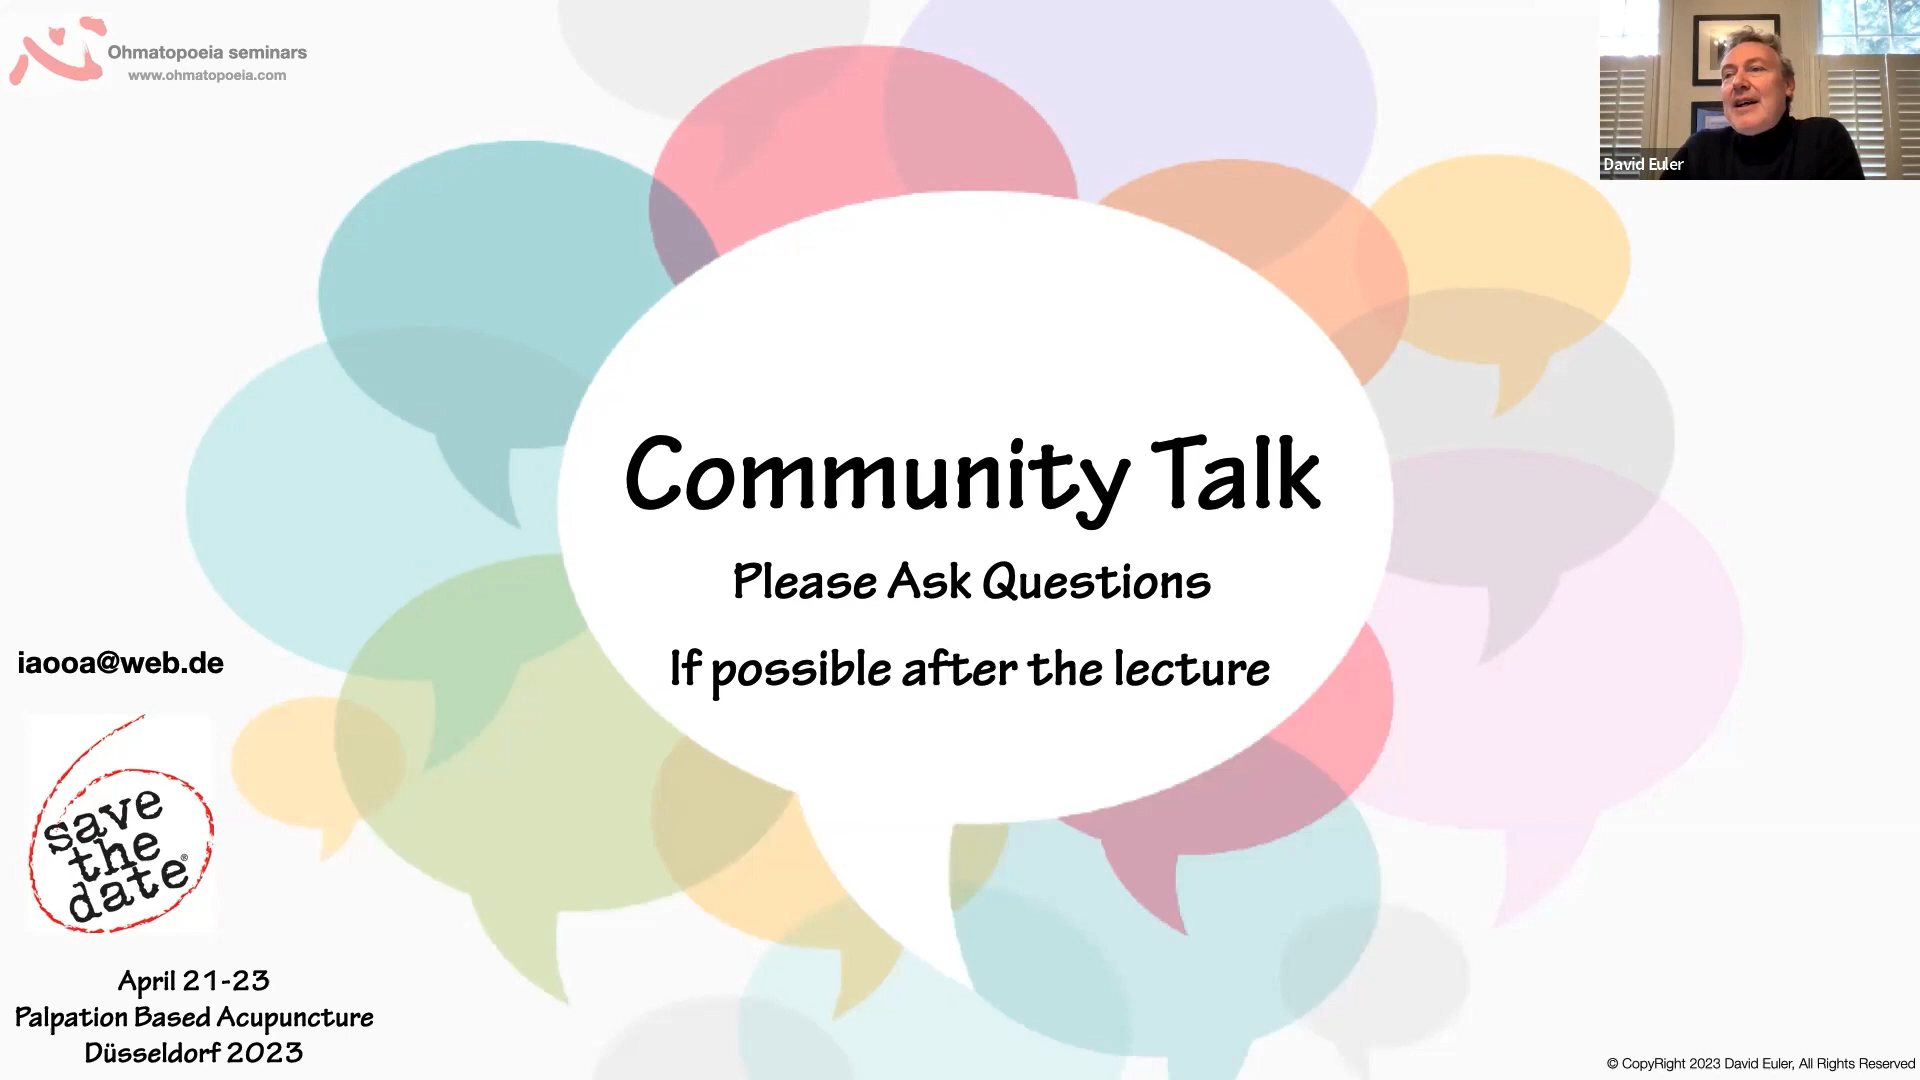 Ohmatopoeia seminars
www.ohmatopoeia.com
David Euler
Community Talk
Please Ask Questions
If possible after the lecture
iaooa@web.de
save
the
date®
April 21-23
Palpation Based Acupuncture
Düsseldorf 2023
© CopyRight 2023 David Euler, All Rights Reserved